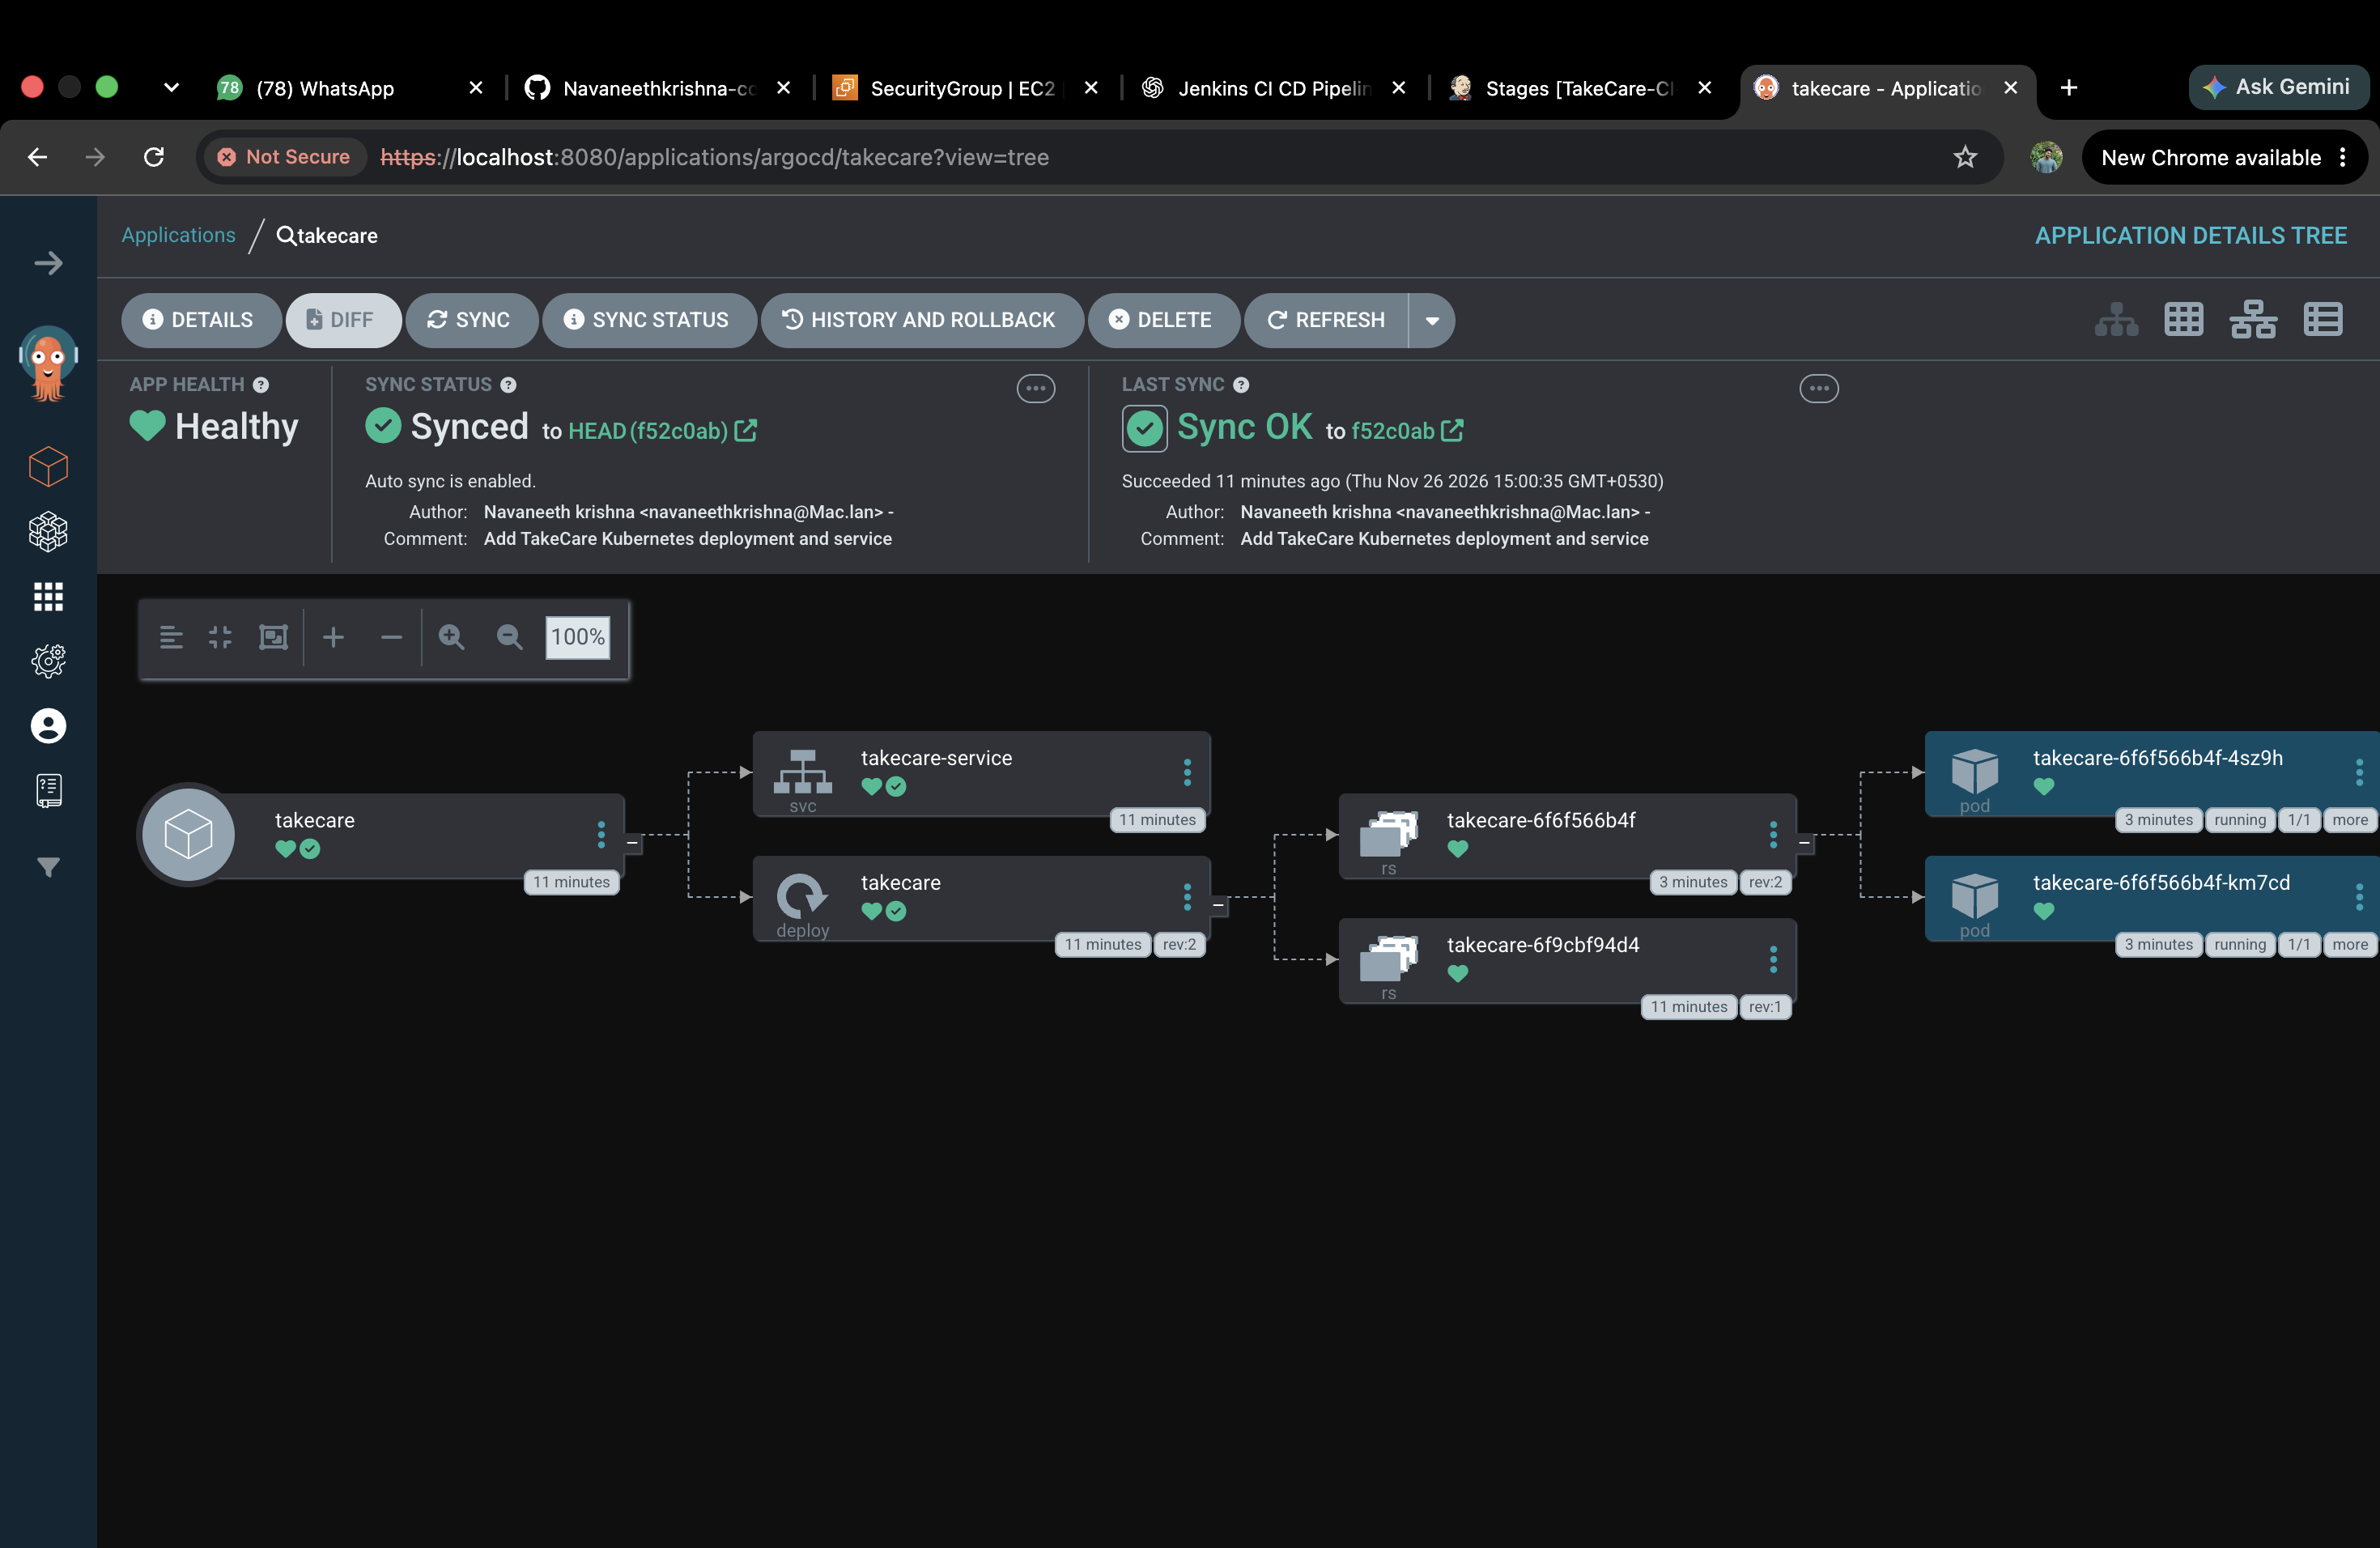 78 (78) WhatsApp
Navaneethkrishna-co
SecurityGroup | EC2
Jenkins CI CD Pipelin
Stages [TakeCare-CI
takecare - Applicatio
Ask Gemini
Not Secure
https://localhost:8080/applications/argocd/takecare?view=tree
New Chrome available
Applications / takecare
APPLICATION DETAILS TREE
DETAILS
DIFF
SYNC
SYNC STATUS
HISTORY AND ROLLBACK
DELETE
REFRESH
APP HEALTH
Healthy
SYNC STATUS
Synced to HEAD (f52c0ab)
Auto sync is enabled.
Author: Navaneeth krishna <navaneethkrishna@Mac.lan> -
Comment: Add TakeCare Kubernetes deployment and service
LAST SYNC
Sync OK to f52c0ab
Succeeded 11 minutes ago (Thu Nov 26 2026 15:00:35 GMT+0530)
Author: Navaneeth krishna <navaneethkrishna@Mac.lan> -
Comment: Add TakeCare Kubernetes deployment and service
100%
takecare
11 minutes
takecare-service
svc
11 minutes
takecare
deploy
11 minutes rev:2
takecare-6f6f566b4f
rs
3 minutes rev:2
takecare-6f9cbf94d4
rs
11 minutes rev:1
takecare-6f6f566b4f-4sz9h
pod
3 minutes running 1/1 more
takecare-6f6f566b4f-km7cd
pod
3 minutes running 1/1 more